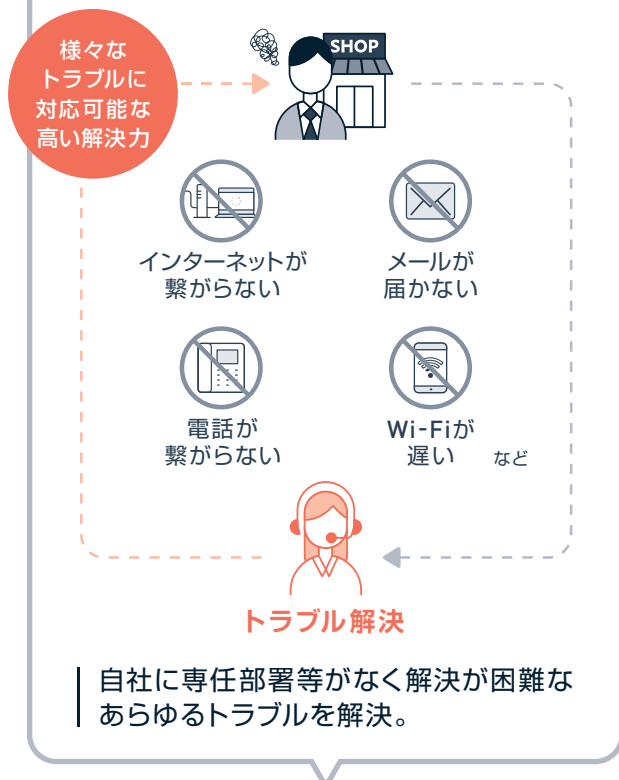 様々な
トラブルに
対応可能な
高い解決力
SHOP
インターネットが
繋がらない
メールが
届かない
電話が
繋がらない
Wi-Fiが
遅い など
トラブル解決
自社に専任部署等がなく解決が困難な
あらゆるトラブルを解決。